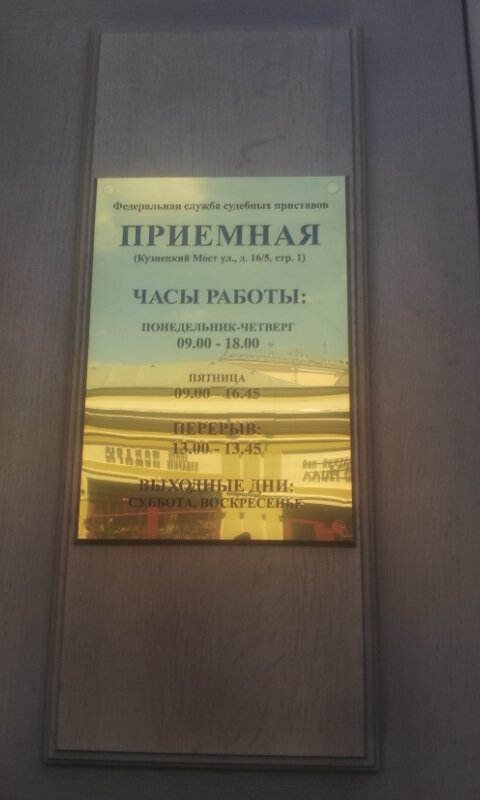 Федеральная служба судебных приставов
ПРИЕМНАЯ
(Кузнецкий Мост ул., д. 16/5, стр. 1)
ЧАСЫ РАБОТЫ:
ПОНЕДЕЛЬНИК-ЧЕТВЕРГ
09.00 - 18.00
ПЯТНИЦА
09.00 - 16.45
ПЕРЕРЫВ:
13.00 - 13.45
ВЫХОДНЫЕ ДНИ:
СУББОТА, ВОСКРЕСЕНЬЕ